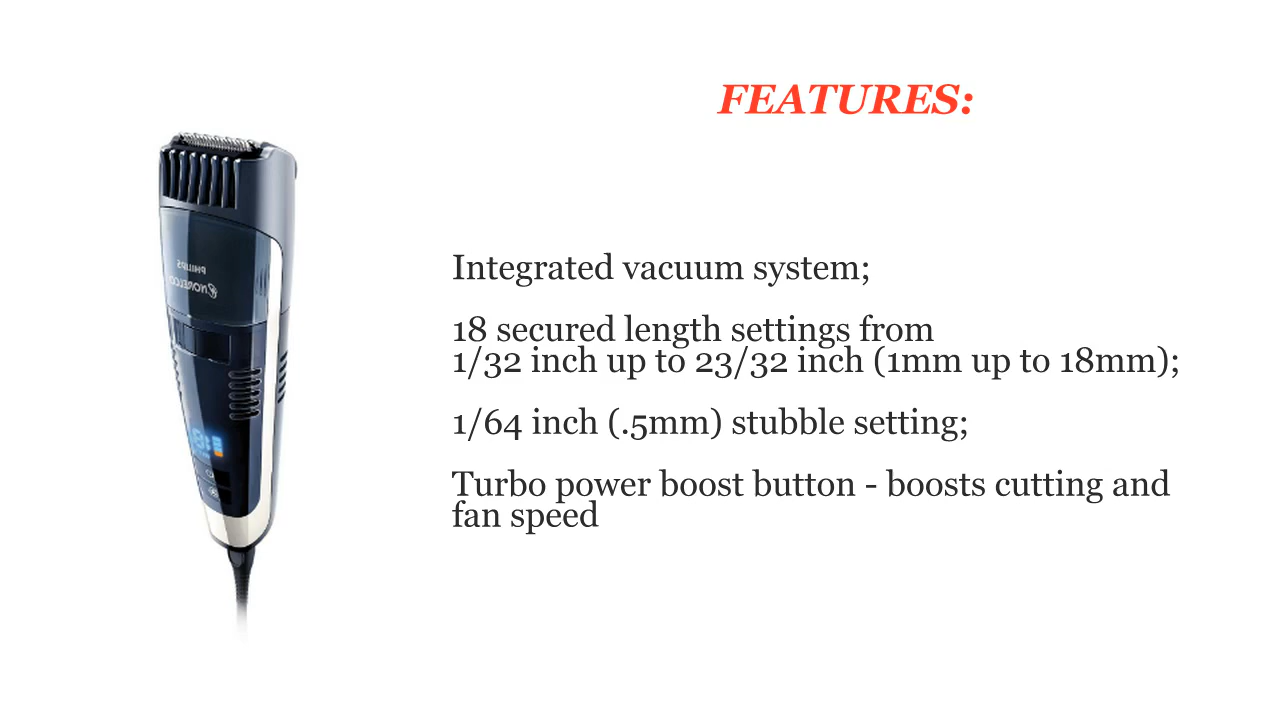 FEATURES:
PHILIPS
NORELCO
Integrated vacuum system;
18 secured length settings from
1/32 inch up to 23/32 inch (1mm up to 18mm);
1/64 inch (.5mm) stubble setting;
Turbo power boost button - boosts cutting and
fan speed